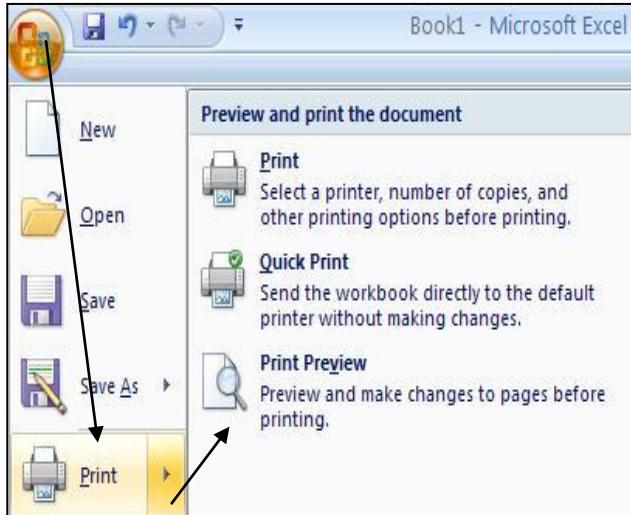 Book1 - Microsoft Excel
New
Open
Save
Save As
Print
Preview and print the document
Print
Select a printer, number of copies, and
other printing options before printing.
Quick Print
Send the workbook directly to the default
printer without making changes.
Print Preview
Preview and make changes to pages before
printing.